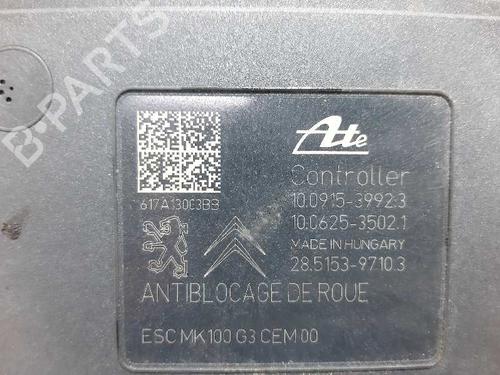 B-PARTS
Ate
617A130C3BB
Controller
10.0915-3992.3
10.0625-3502.1
MADE IN HUNGARY
28.5153-9710.3
ANTIBLOCAGE DE ROUE
ESC MK100 G3 CEM 00